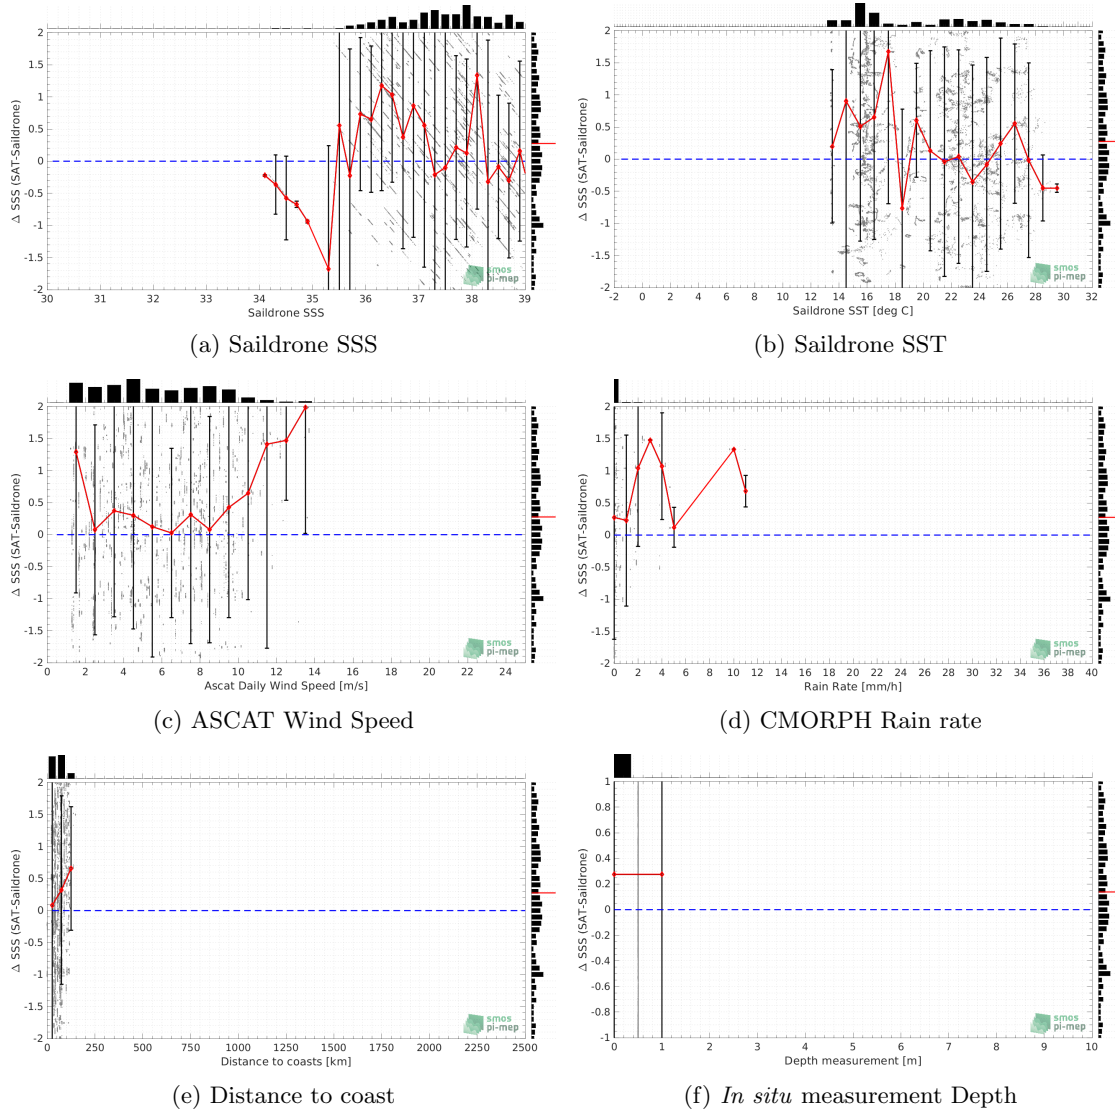 2
1.5
1
0.5
0
-0.5
-1
-1.5
-2
Δ SSS (SAT-Saildrone)
30 31 32 33 34 35 36 37 38 39
Saildrone SSS
smos
pi-mep
(a) Saildrone SSS
2
1.5
1
0.5
0
-0.5
-1
-1.5
-2
Δ SSS (SAT-Saildrone)
-2 0 2 4 6 8 10 12 14 16 18 20 22 24 26 28 30 32
Saildrone SST [deg C]
smos
pi-mep
(b) Saildrone SST
2
1.5
1
0.5
0
-0.5
-1
-1.5
-2
Δ SSS (SAT-Saildrone)
0 2 4 6 8 10 12 14 16 18 20 22 24
Ascat Daily Wind Speed [m/s]
smos
pi-mep
(c) ASCAT Wind Speed
2
1.5
1
0.5
0
-0.5
-1
-1.5
-2
Δ SSS (SAT-Saildrone)
0 2 4 6 8 10 12 14 16 18 20 22 24 26 28 30 32 34 36 38 40
Rain Rate [mm/h]
smos
pi-mep
(d) CMORPH Rain rate
2
1.5
1
0.5
0
-0.5
-1
-1.5
-2
Δ SSS (SAT-Saildrone)
0 250 500 750 1000 1250 1500 1750 2000 2250 2500
Distance to coasts [km]
smos
pi-mep
(e) Distance to coast
1
0.8
0.6
0.4
0.2
0
-0.2
-0.4
-0.6
-0.8
-1
Δ SSS (SAT-Saildrone)
0 1 2 3 4 5 6 7 8 9 10
Depth measurement [m]
smos
pi-mep
(f) In situ measurement Depth